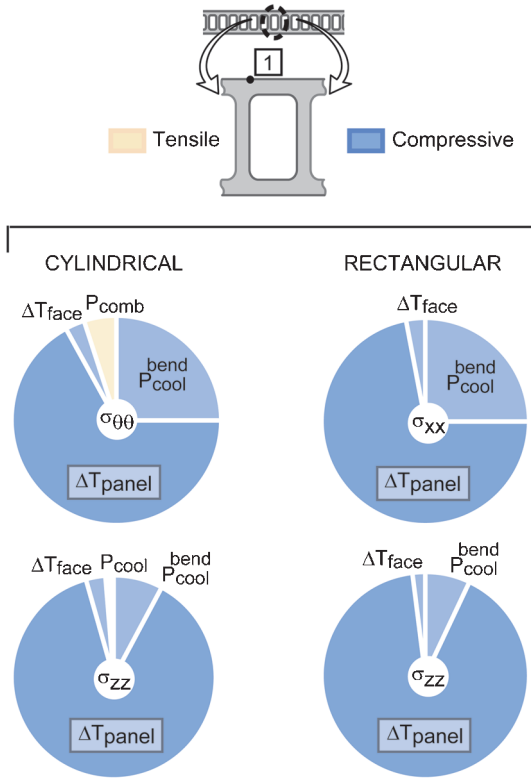 1
Tensile
Compressive
CYLINDRICAL
RECTANGULAR
ΔTface
Pcomb
bend
Pcool
σθθ
ΔTpanel
ΔTface
bend
Pcool
σxx
ΔTpanel
ΔTface
Pcool
bend
Pcool
σzz
ΔTpanel
ΔTface
bend
Pcool
σzz
ΔTpanel